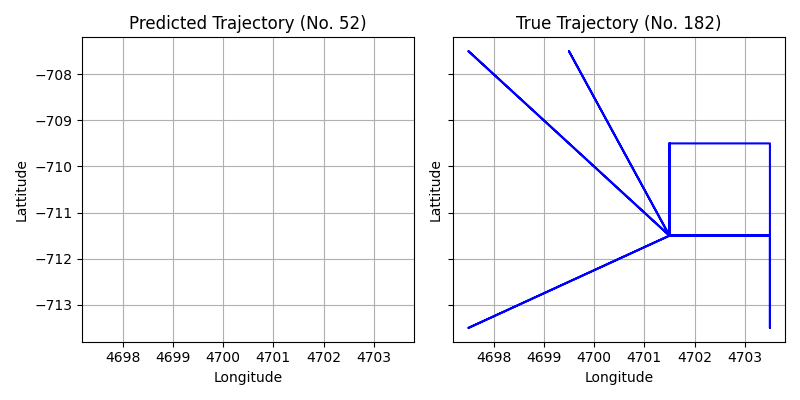 Predicted Trajectory (No. 52)
True Trajectory (No. 182)
−708
−709
−710
−711
−712
−713
Lattitude
Lattitude
4698 4699 4700 4701 4702 4703
4698 4699 4700 4701 4702 4703
Longitude
Longitude